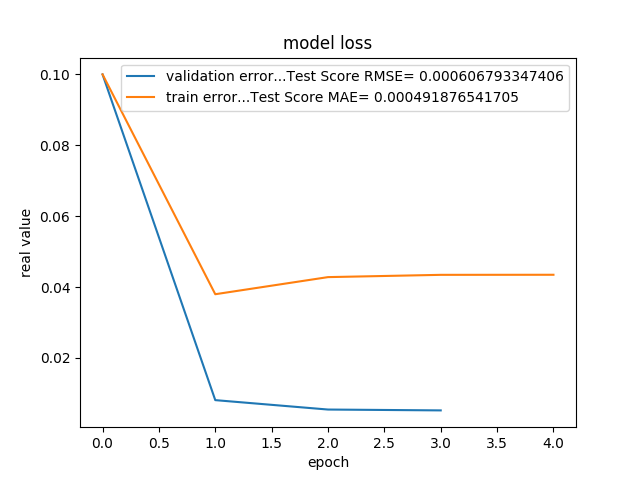 model loss
validation error...Test Score RMSE= 0.000606793347406
train error...Test Score MAE= 0.000491876541705
0.10
0.08
0.06
0.04
0.02
real value
0.0 0.5 1.0 1.5 2.0 2.5 3.0 3.5 4.0
epoch